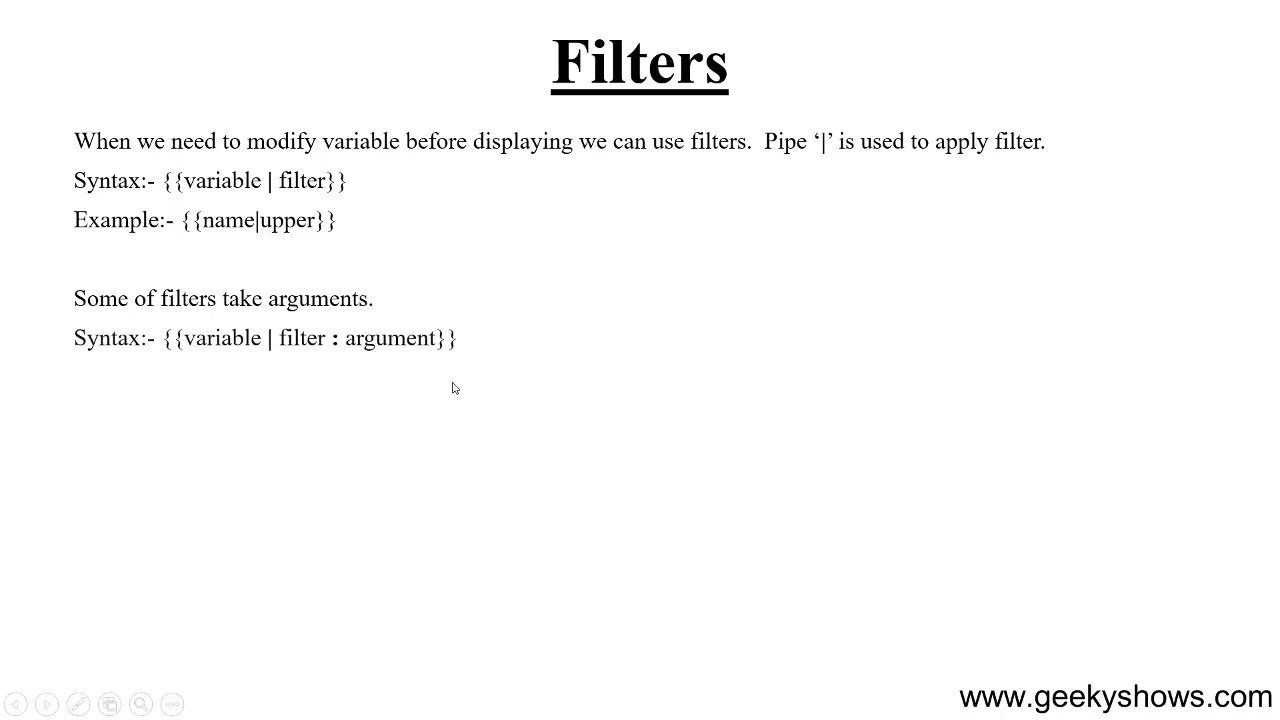 Filters
When we need to modify variable before displaying we can use filters.  Pipe ‘|’ is used to apply filter.
Syntax:- {{variable | filter}}
Example:- {{name|upper}}
Some of filters take arguments.
Syntax:- {{variable | filter : argument}}
www.geekyshows.com